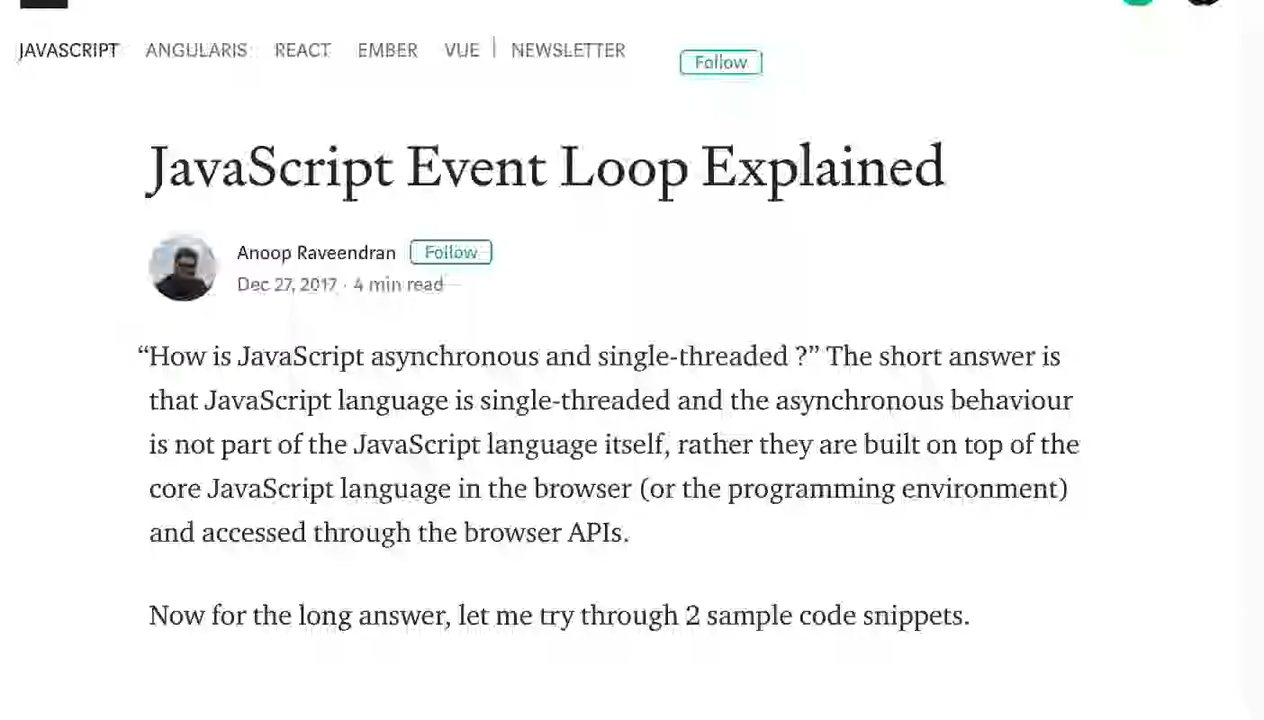 JAVASCRIPT ANGULARJS REACT EMBER VUE | NEWSLETTER Follow
JavaScript Event Loop Explained
Anoop Raveendran Follow
Dec 27, 2017 · 4 min read
“How is JavaScript asynchronous and single-threaded ?” The short answer is
that JavaScript language is single-threaded and the asynchronous behaviour
is not part of the JavaScript language itself, rather they are built on top of the
core JavaScript language in the browser (or the programming environment)
and accessed through the browser APIs.
Now for the long answer, let me try through 2 sample code snippets.